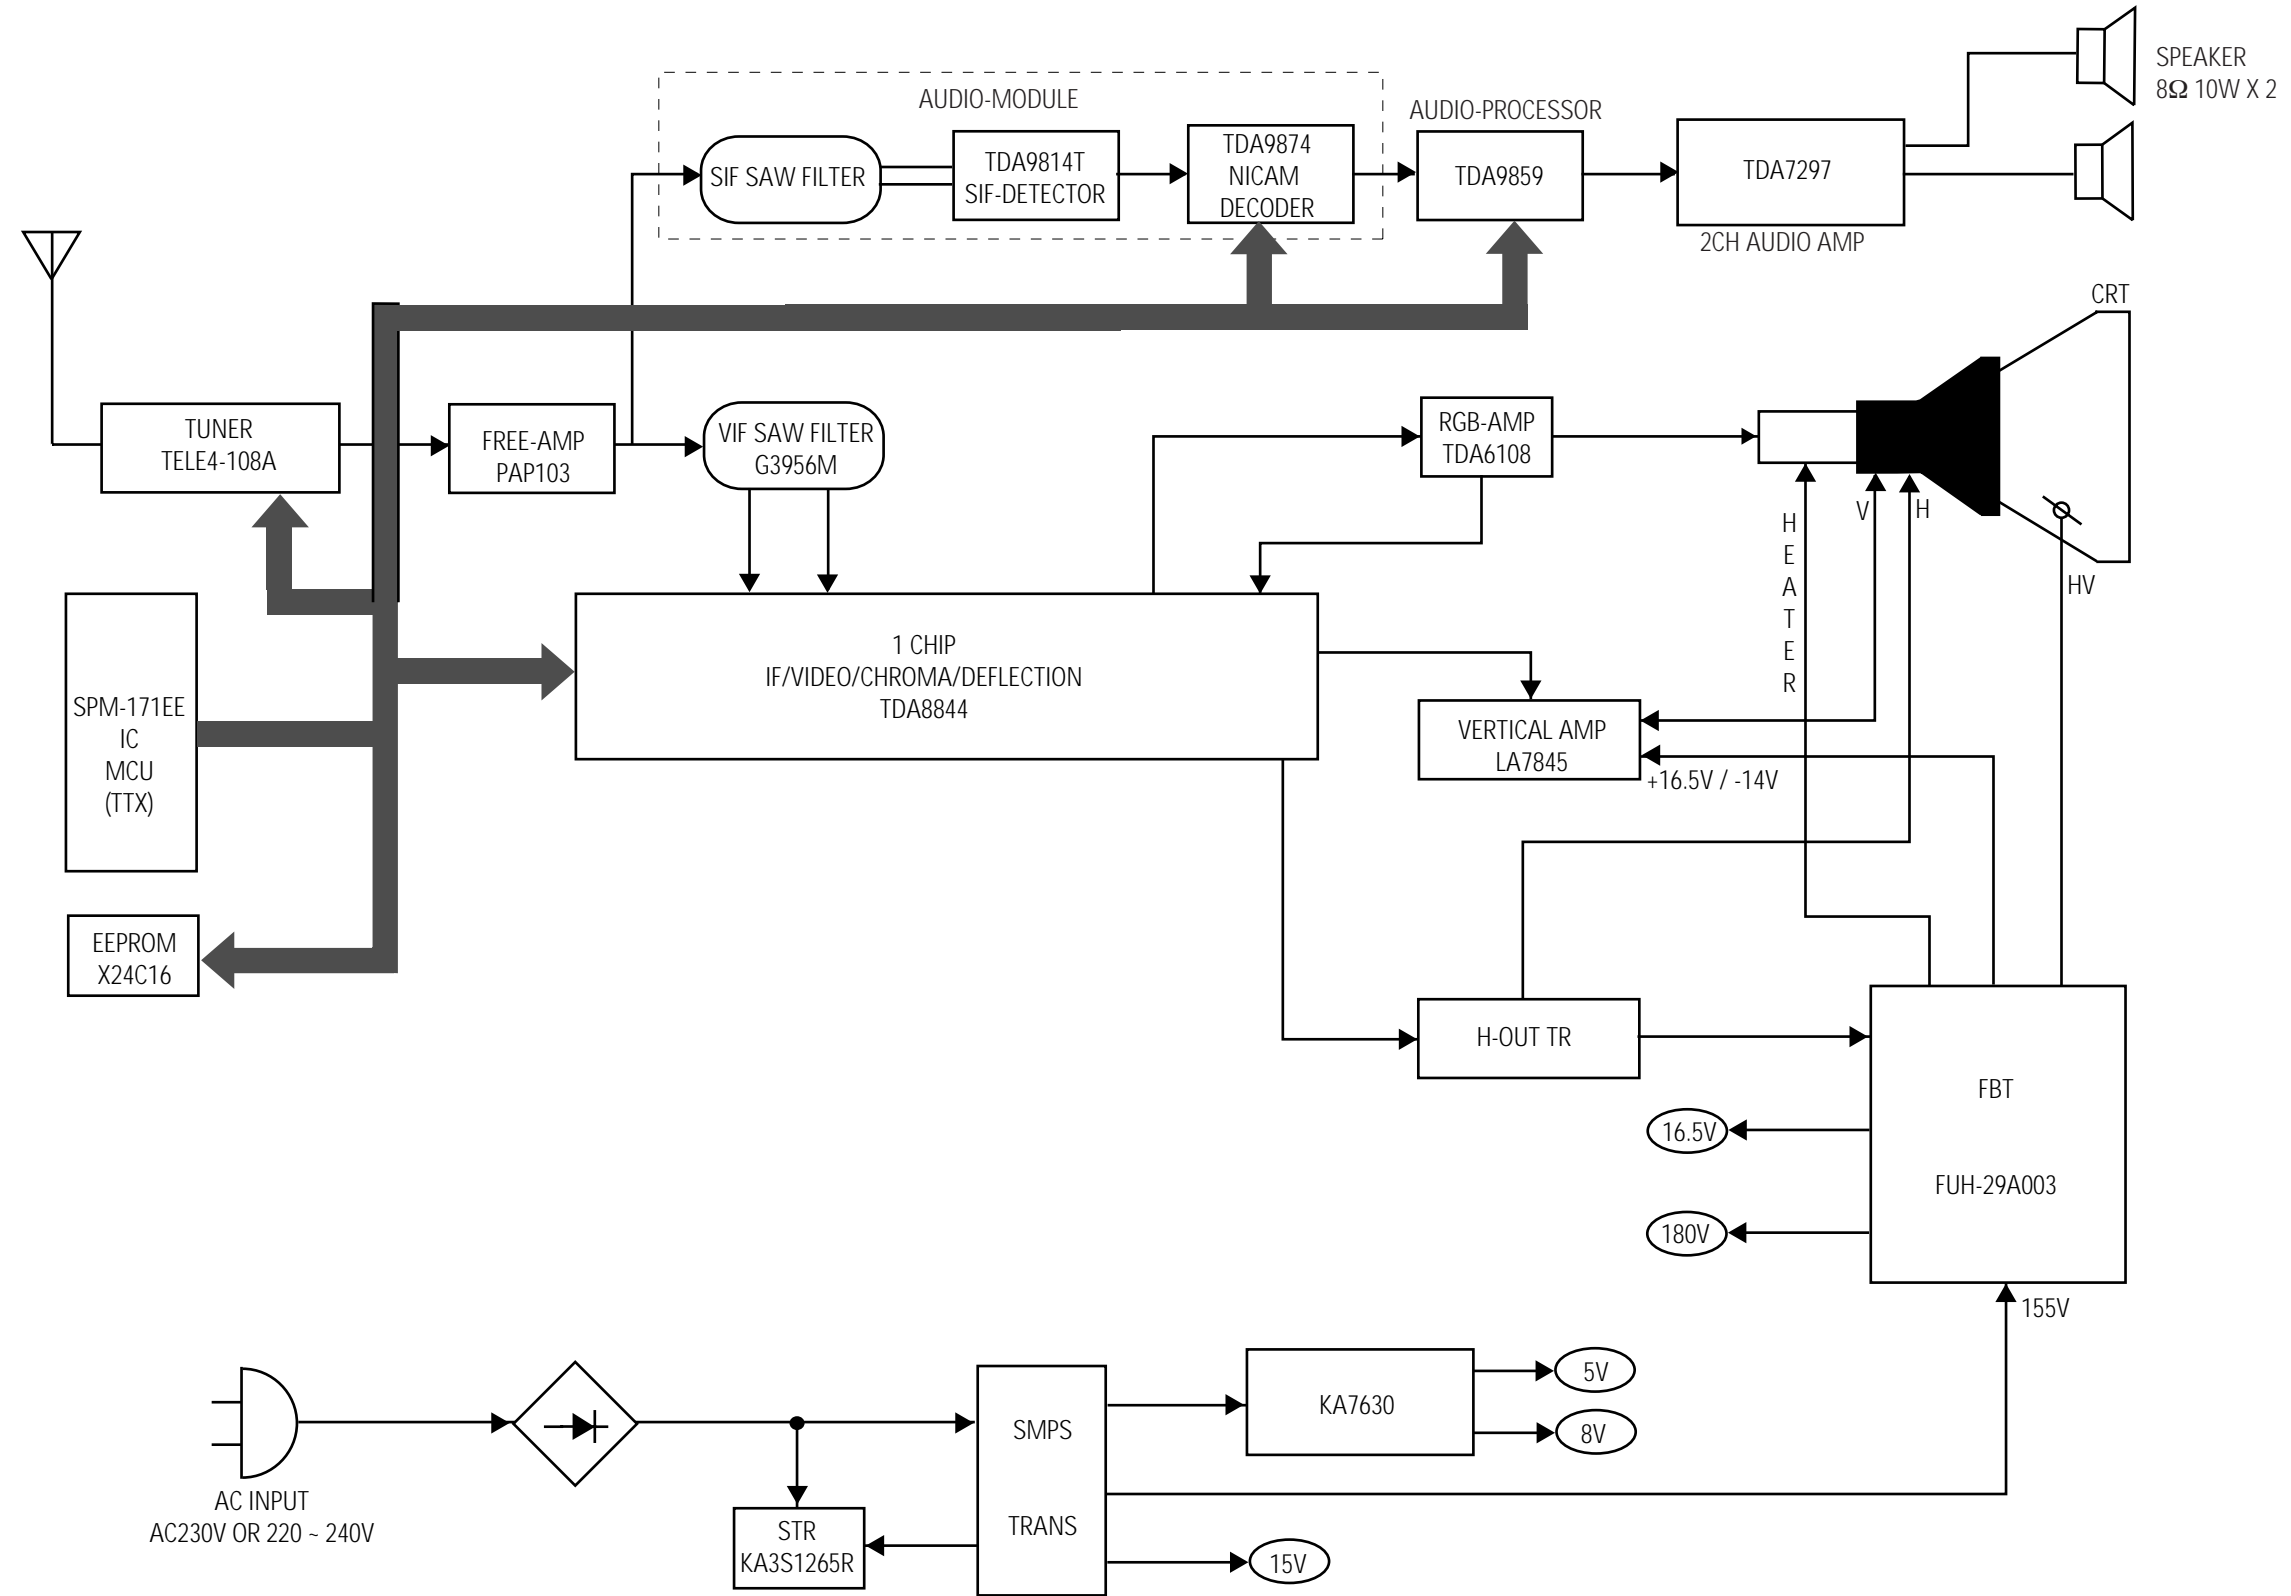 SPEAKER
8Ω 10W X 2
AUDIO-MODULE
AUDIO-PROCESSOR
SIF SAW FILTER
TDA9814T
SIF-DETECTOR
TDA9874
NICAM
DECODER
TDA9859
TDA7297
2CH AUDIO AMP
CRT
TUNER
TELE4-108A
FREE-AMP
PAP103
VIF SAW FILTER
G3956M
RGB-AMP
TDA6108
V
H
HEATER
HV
1 CHIP
IF/VIDEO/CHROMA/DEFLECTION
TDA8844
SPM-171EE
IC
MCU
(TTX)
VERTICAL AMP
LA7845
+16.5V / -14V
EEPROM
X24C16
H-OUT TR
FBT
FUH-29A003
16.5V
180V
155V
AC INPUT
AC230V OR 220 ~ 240V
STR
KA3S1265R
SMPS
TRANS
KA7630
5V
8V
15V